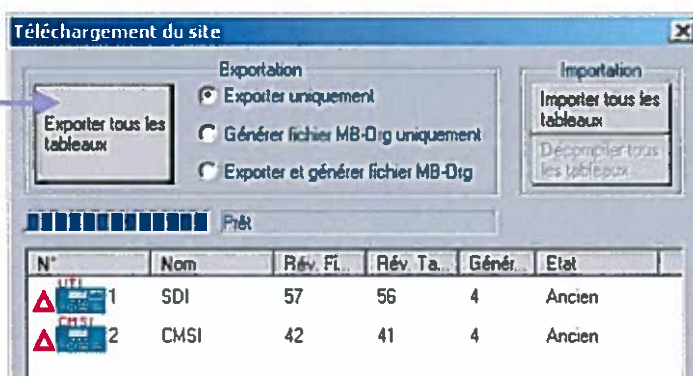 Téléchargement du site
Exportation
Importation
Exporter tous les tableaux
Exporter uniquement
Générer fichier MB-Org uniquement
Exporter et générer fichier MB-Org
Importer tous les tableaux
Décompiler tous les tableaux
Prêt
N° Nom Rév. Fi... Rév. Ta... Génér... Etat
UTI 1 SDI 57 56 4 Ancien
CMSI 2 CMSI 42 41 4 Ancien